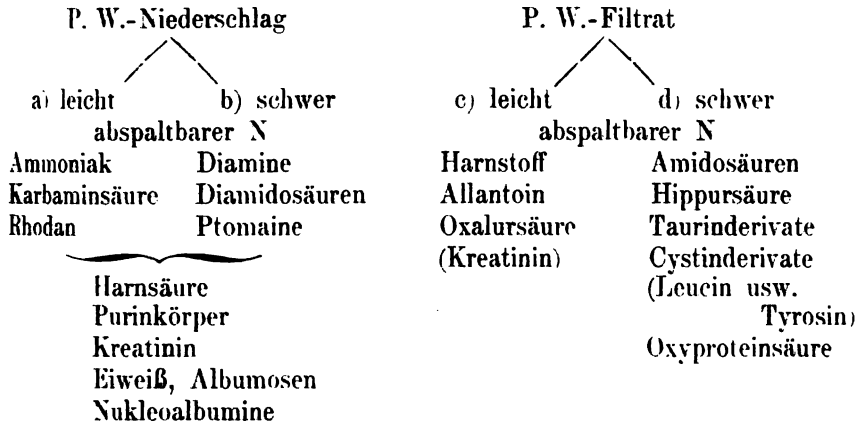 P. W.-Niederschlag
a) leicht b) schwer
abspaltbarer N
Ammoniak Diamine
Karbaminsäure Diamidosäuren
Rhodan Ptomaine
Harnsäure
Purinkörper
Kreatinin
Eiweiß, Albumosen
Nukleoalbumine
P. W.-Filtrat
c) leicht d) schwer
abspaltbarer N
Harnstoff Amidosäuren
Allantoin Hippursäure
Oxalursäure Taurinderivate
(Kreatinin) Cystinderivate
(Leucin usw.
Tyrosin)
Oxyproteinsäure